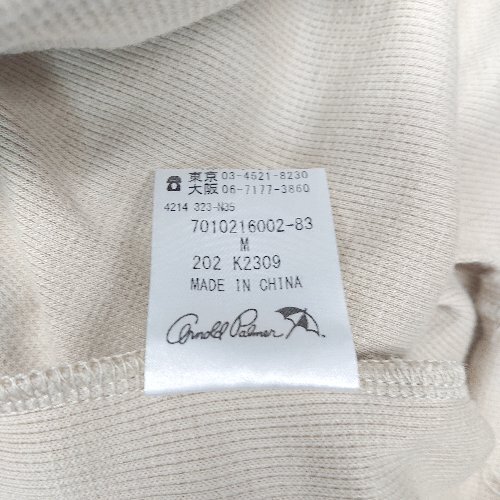 東京 03-4521-8230
大阪 06-7177-3860
4214 323-N35
7010216002-83
M
202 K2309
MADE IN CHINA
Arnold Palmer